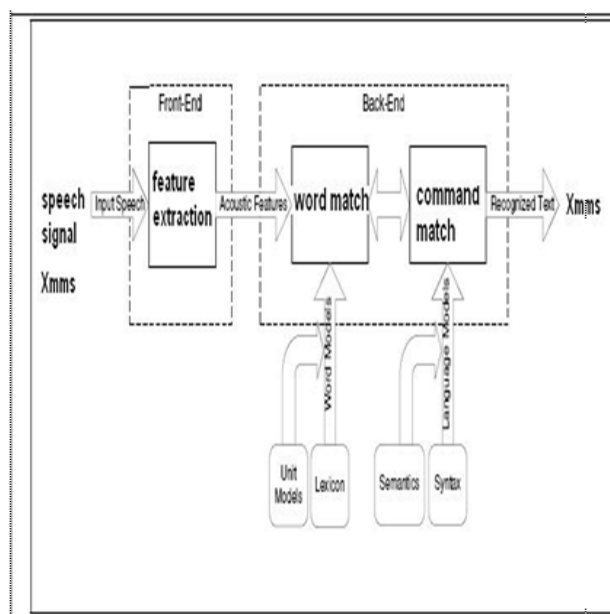 Front-End
Back-End
speech
signal
Xmms
Input Speech
feature
extraction
Acoustic Features
word match
command
match
Recognized Text
Xmms
Word Models
Language Models
Unit
Models
Lexicon
Semantics
Syntax